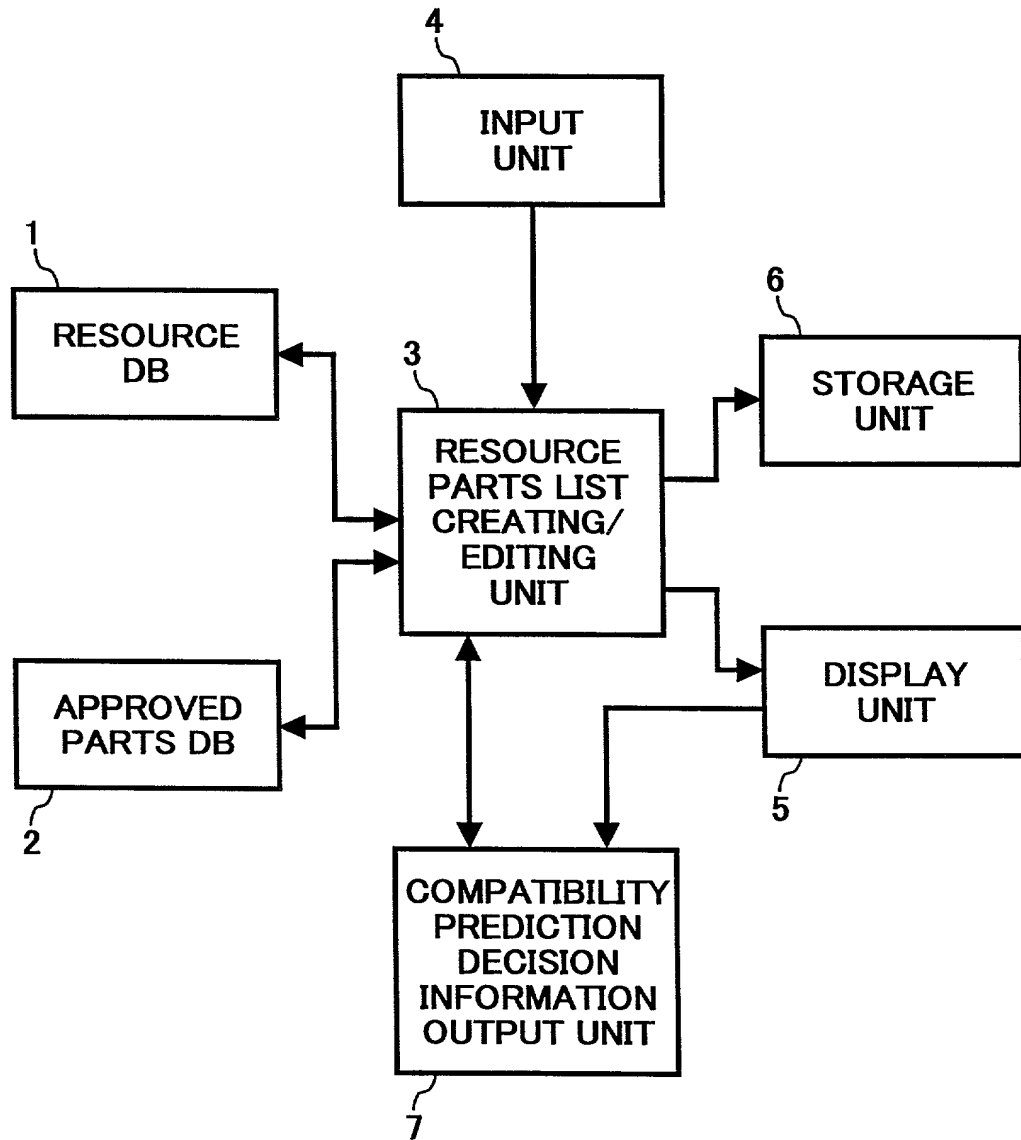 4
INPUT
UNIT
1
RESOURCE
DB
6
STORAGE
UNIT
3
RESOURCE
PARTS LIST
CREATING/
EDITING
UNIT
APPROVED
PARTS DB
2
DISPLAY
UNIT
5
COMPATIBILITY
PREDICTION
DECISION
INFORMATION
OUTPUT UNIT
7